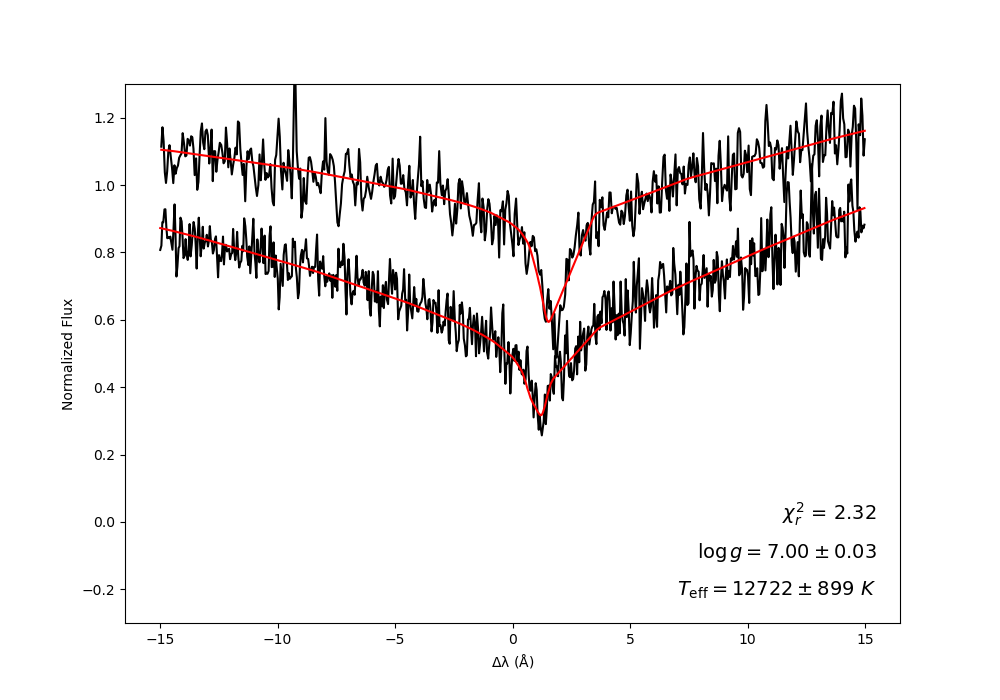 1.2
1.0
0.8
0.6
0.4
0.2
0.0
−0.2
Normalized Flux
χ²ᵣ = 2.32
log g = 7.00 ± 0.03
T_eff = 12722 ± 899 K
−15 −10 −5 0 5 10 15
Δλ (Å)